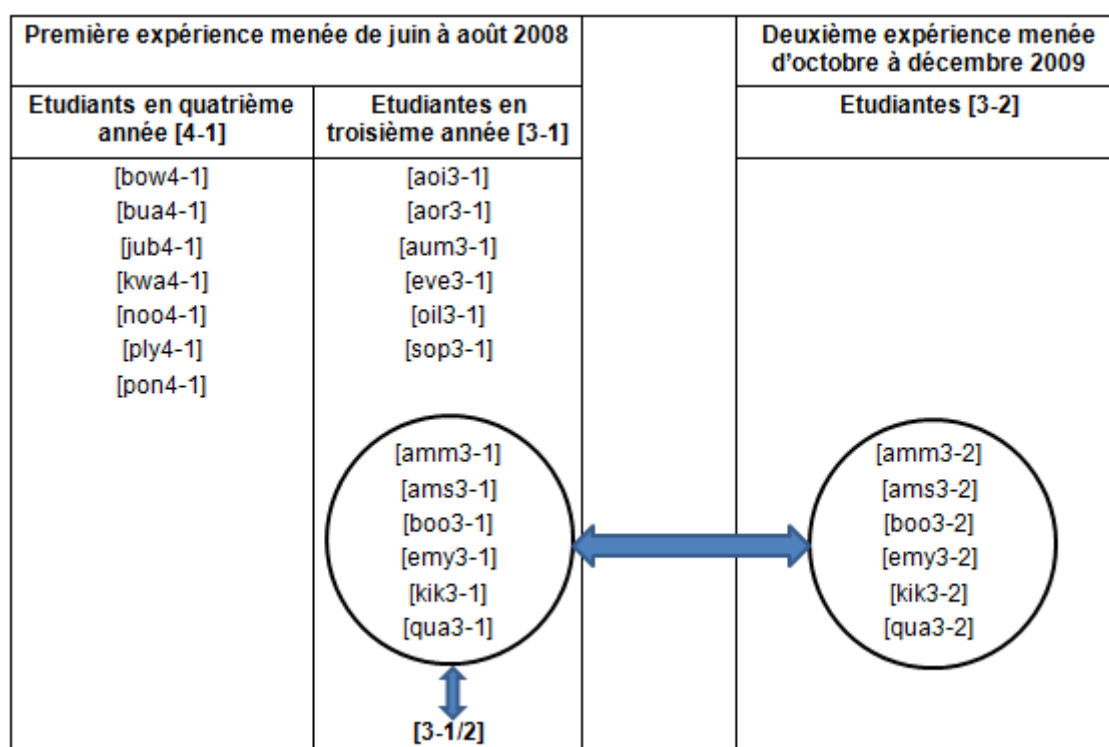 Première expérience menée de juin à août 2008
Deuxième expérience menée
d'octobre à décembre 2009
Etudiants en quatrième
année [4-1]
Etudiantes en
troisième année [3-1]
Etudiantes [3-2]
[bow4-1]
[bua4-1]
[jub4-1]
[kwa4-1]
[noo4-1]
[ply4-1]
[pon4-1]
[aoi3-1]
[aor3-1]
[aum3-1]
[eve3-1]
[oil3-1]
[sop3-1]
[amm3-1]
[ams3-1]
[boo3-1]
[emy3-1]
[kik3-1]
[qua3-1]
[3-1/2]
[amm3-2]
[ams3-2]
[boo3-2]
[emy3-2]
[kik3-2]
[qua3-2]